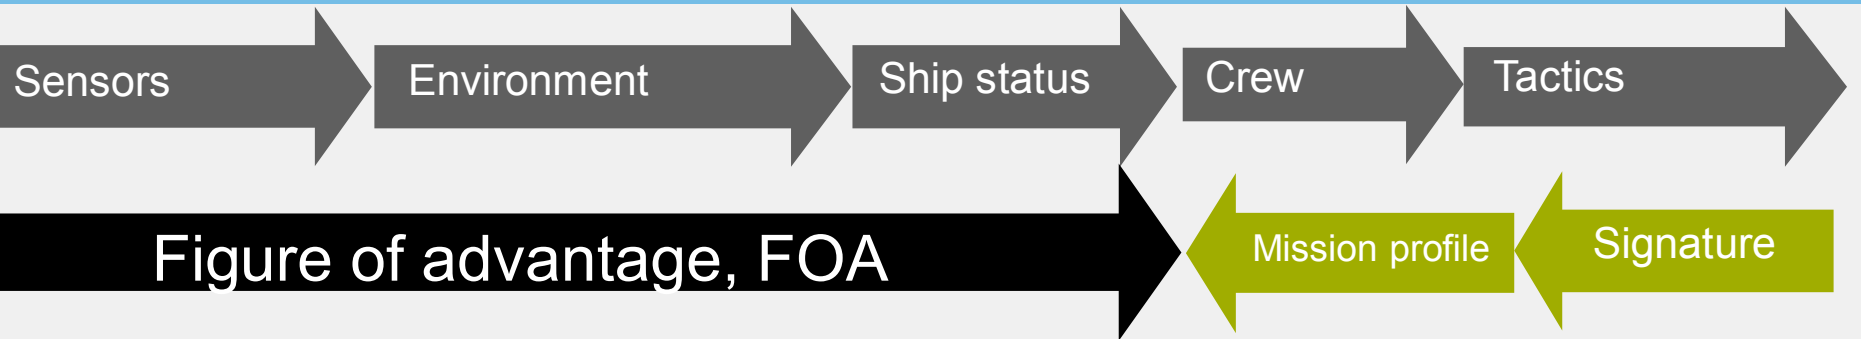 Sensors
Environment
Ship status
Crew
Tactics
Figure of advantage, FOA
Mission profile
Signature